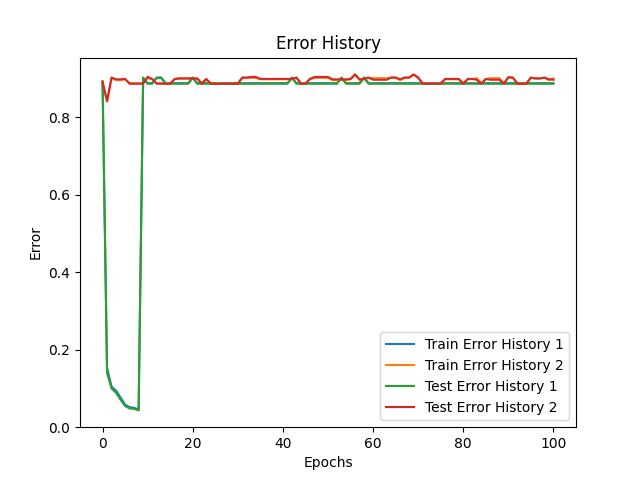 Error History
Error
0.8
0.6
0.4
0.2
0.0
0
20
40
60
80
100
Epochs
Train Error History 1
Train Error History 2
Test Error History 1
Test Error History 2